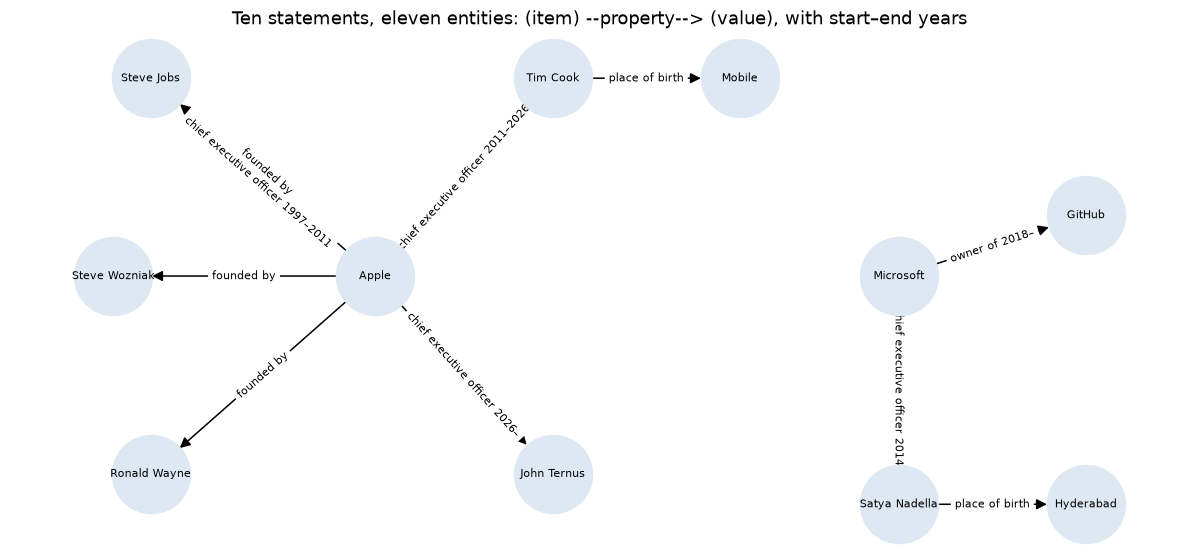 Ten statements, eleven entities: (item) --property--> (value), with start–end years
Steve Jobs
Tim Cook
place of birth
Mobile
founded by
chief executive officer 1997–2011
chief executive officer 2011–2026
GitHub
owner of 2018–
Steve Wozniak
founded by
Apple
Microsoft
founded by
chief executive officer 2026–
hief executive officer 2014
Ronald Wayne
John Ternus
Satya Nadella
place of birth
Hyderabad